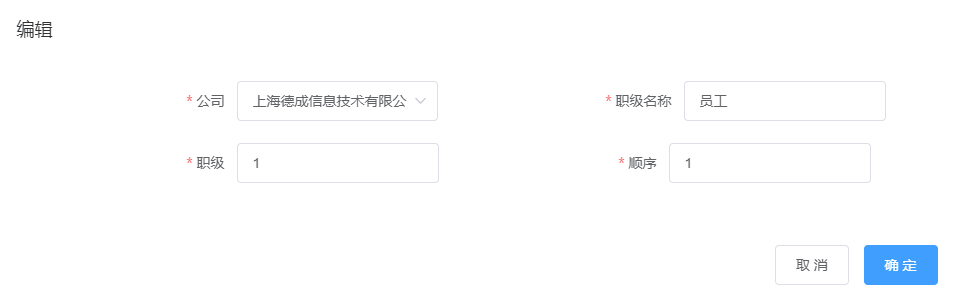 编辑
* 公司 上海德成信息技术有限公 * 职级名称 员工
* 职级 1 * 顺序 1
取 消 确 定